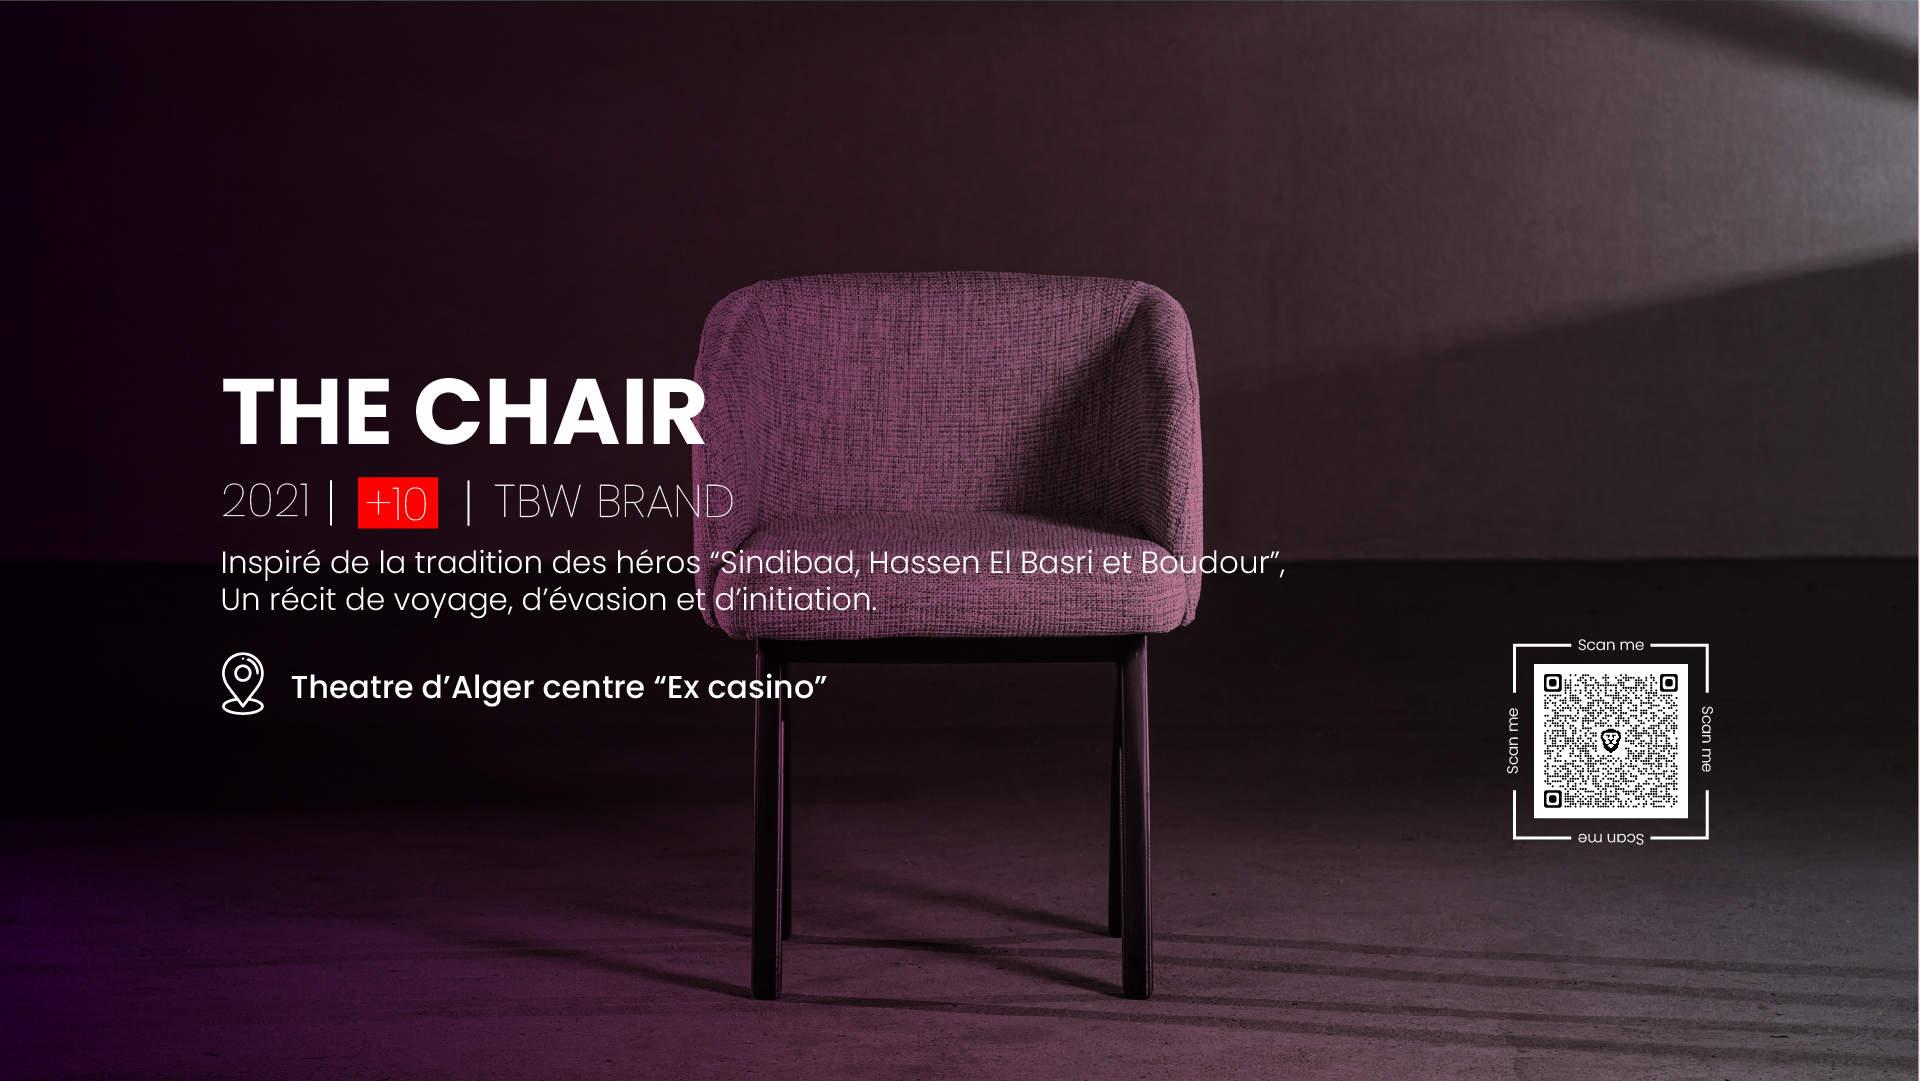 THE CHAIR
2021 | +10 | TBW BRAND
Inspiré de la tradition des héros “Sindibad, Hassen El Basri et Boudour”,
Un récit de voyage, d’évasion et d’initiation.
Theatre d’Alger centre “Ex casino”
Scan me
Scan me
Scan me
Scan me